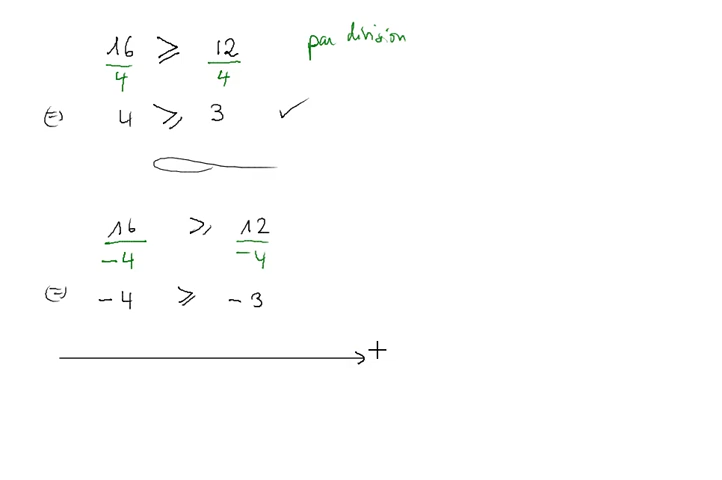 16/4 ⩾ 12/4 par division
⇔ 4 ⩾ 3 ✓
16/-4 ⩾ 12/-4
⇔ -4 ⩾ -3
+